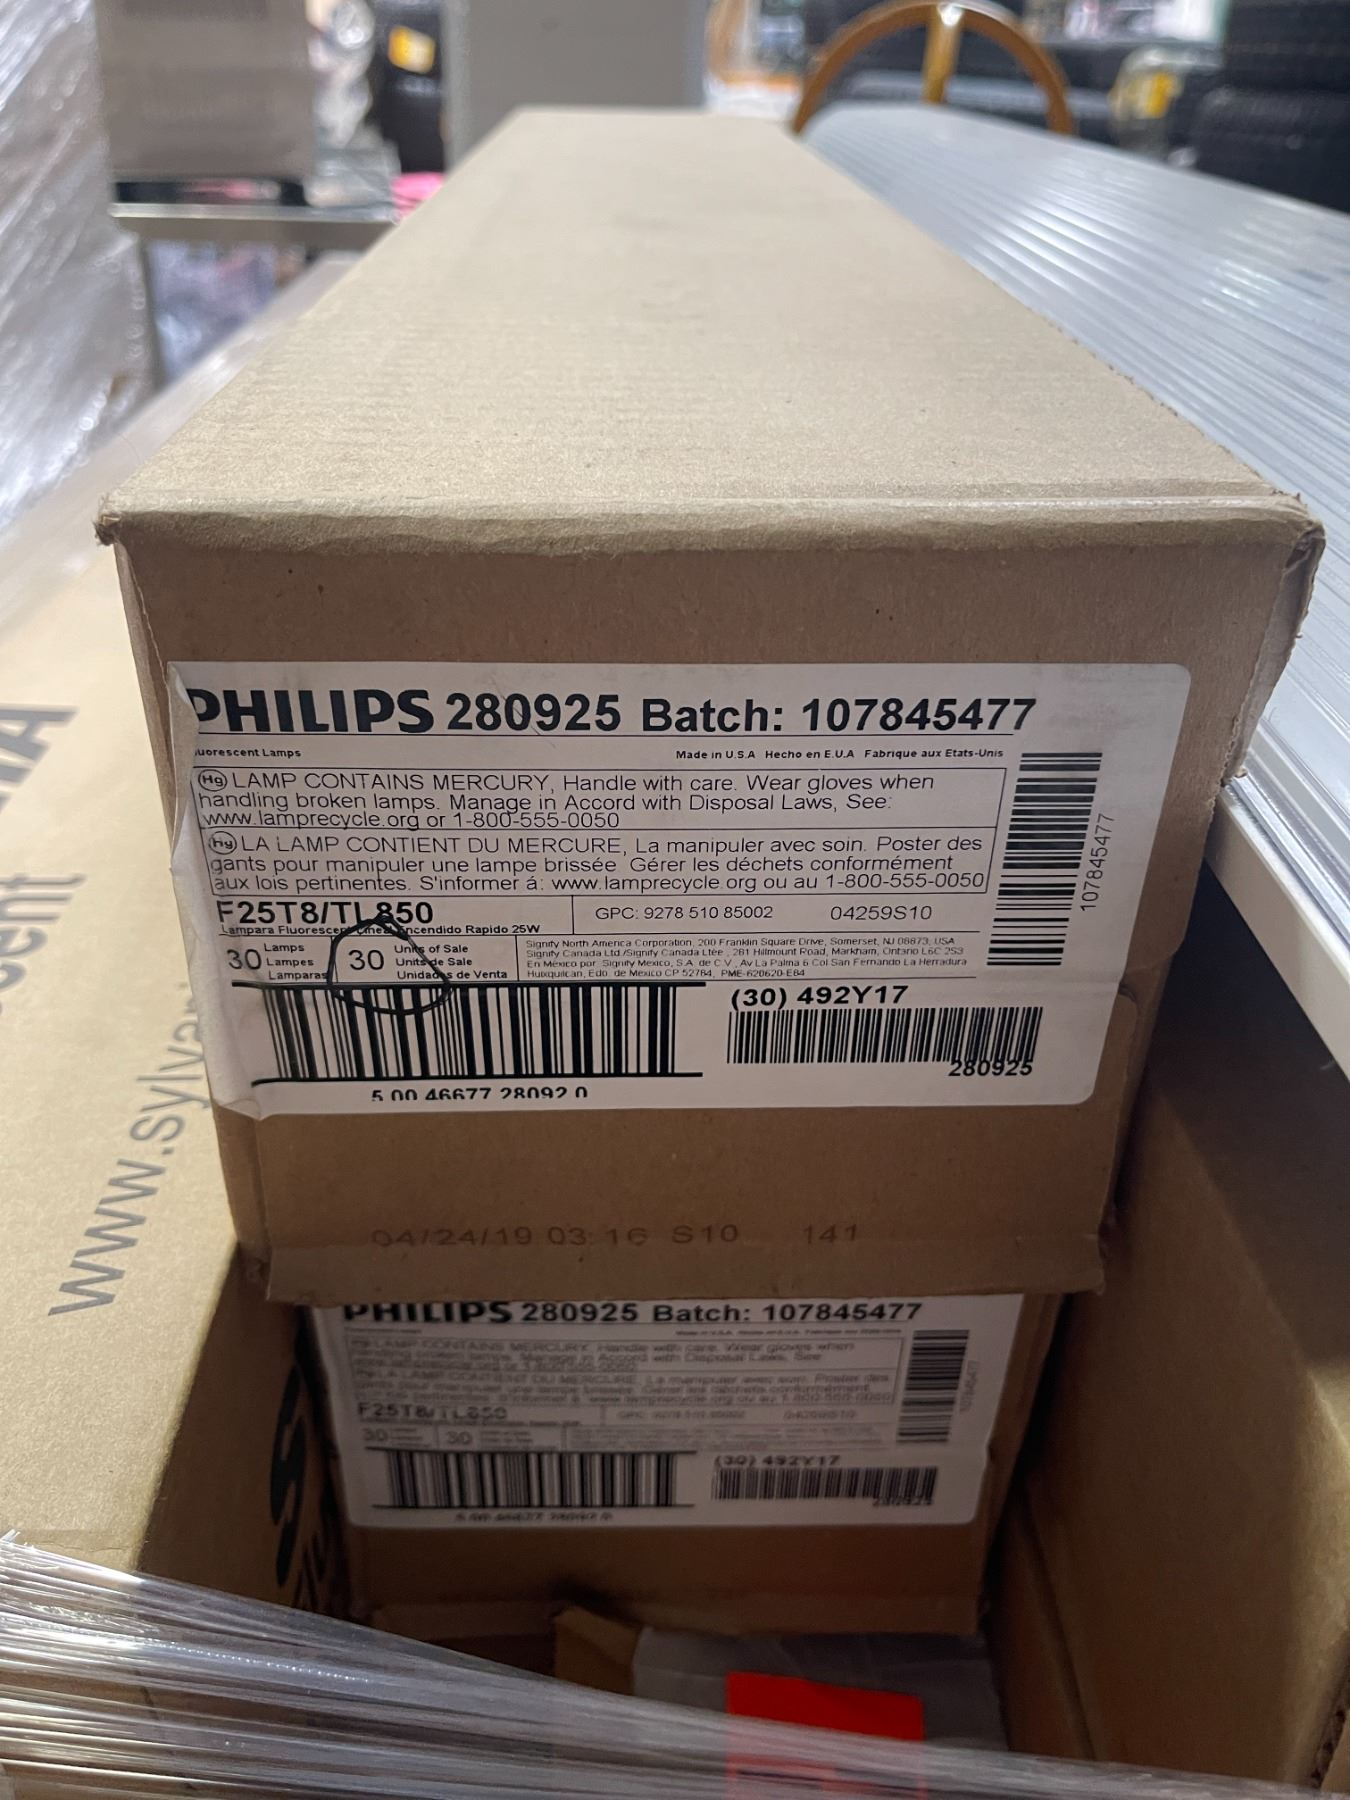 PHILIPS 280925 Batch: 107845477
uorescent Lamps
Made in U.S.A Hecho en E.U.A Fabrique aux Etats-Unis
Hg LAMP CONTAINS MERCURY, Handle with care. Wear gloves when
handling broken lamps. Manage in Accord with Disposal Laws, See:
www.lamprecycle.org or 1-800-555-0050
Hg LA LAMP CONTIENT DU MERCURE, La manipuler avec soin. Poster des
gants pour manipuler une lampe brissée. Gérer les déchets conformément
aux lois pertinentes. S'informer á: www.lamprecycle.org ou au 1-800-555-0050
107845477
F25T8/TL850
GPC: 9278 510 85002 04259S10
Lampara Fluorescent Lineal Encendido Rapido 25W
30 Lamps
Lampes
Lamparas
30 Units of Sale
Units de Sale
Unidades de Venta
Signify North America Corporation, 200 Franklin Square Drive, Somerset, NJ 08873, USA
Signify Canada Ltd./Signify Canada Ltée , 281 Hillmount Road, Markham, Ontario L6C 2S3
En México por: Signify Mexico, S.A. de C.V., Av La Palma 6 Col San Fernando La Herradura
Huixquilcan, Edo. de Mexico CP 52784, PME-620620-E84
(30) 492Y17
280925
5 00 46677 28092 0
04/24/19 03:16 S10 141
PHILIPS 280925 Batch: 107845477
F25T8/TL850
30 30
(30) 492Y17
280925
www.sylva
cent